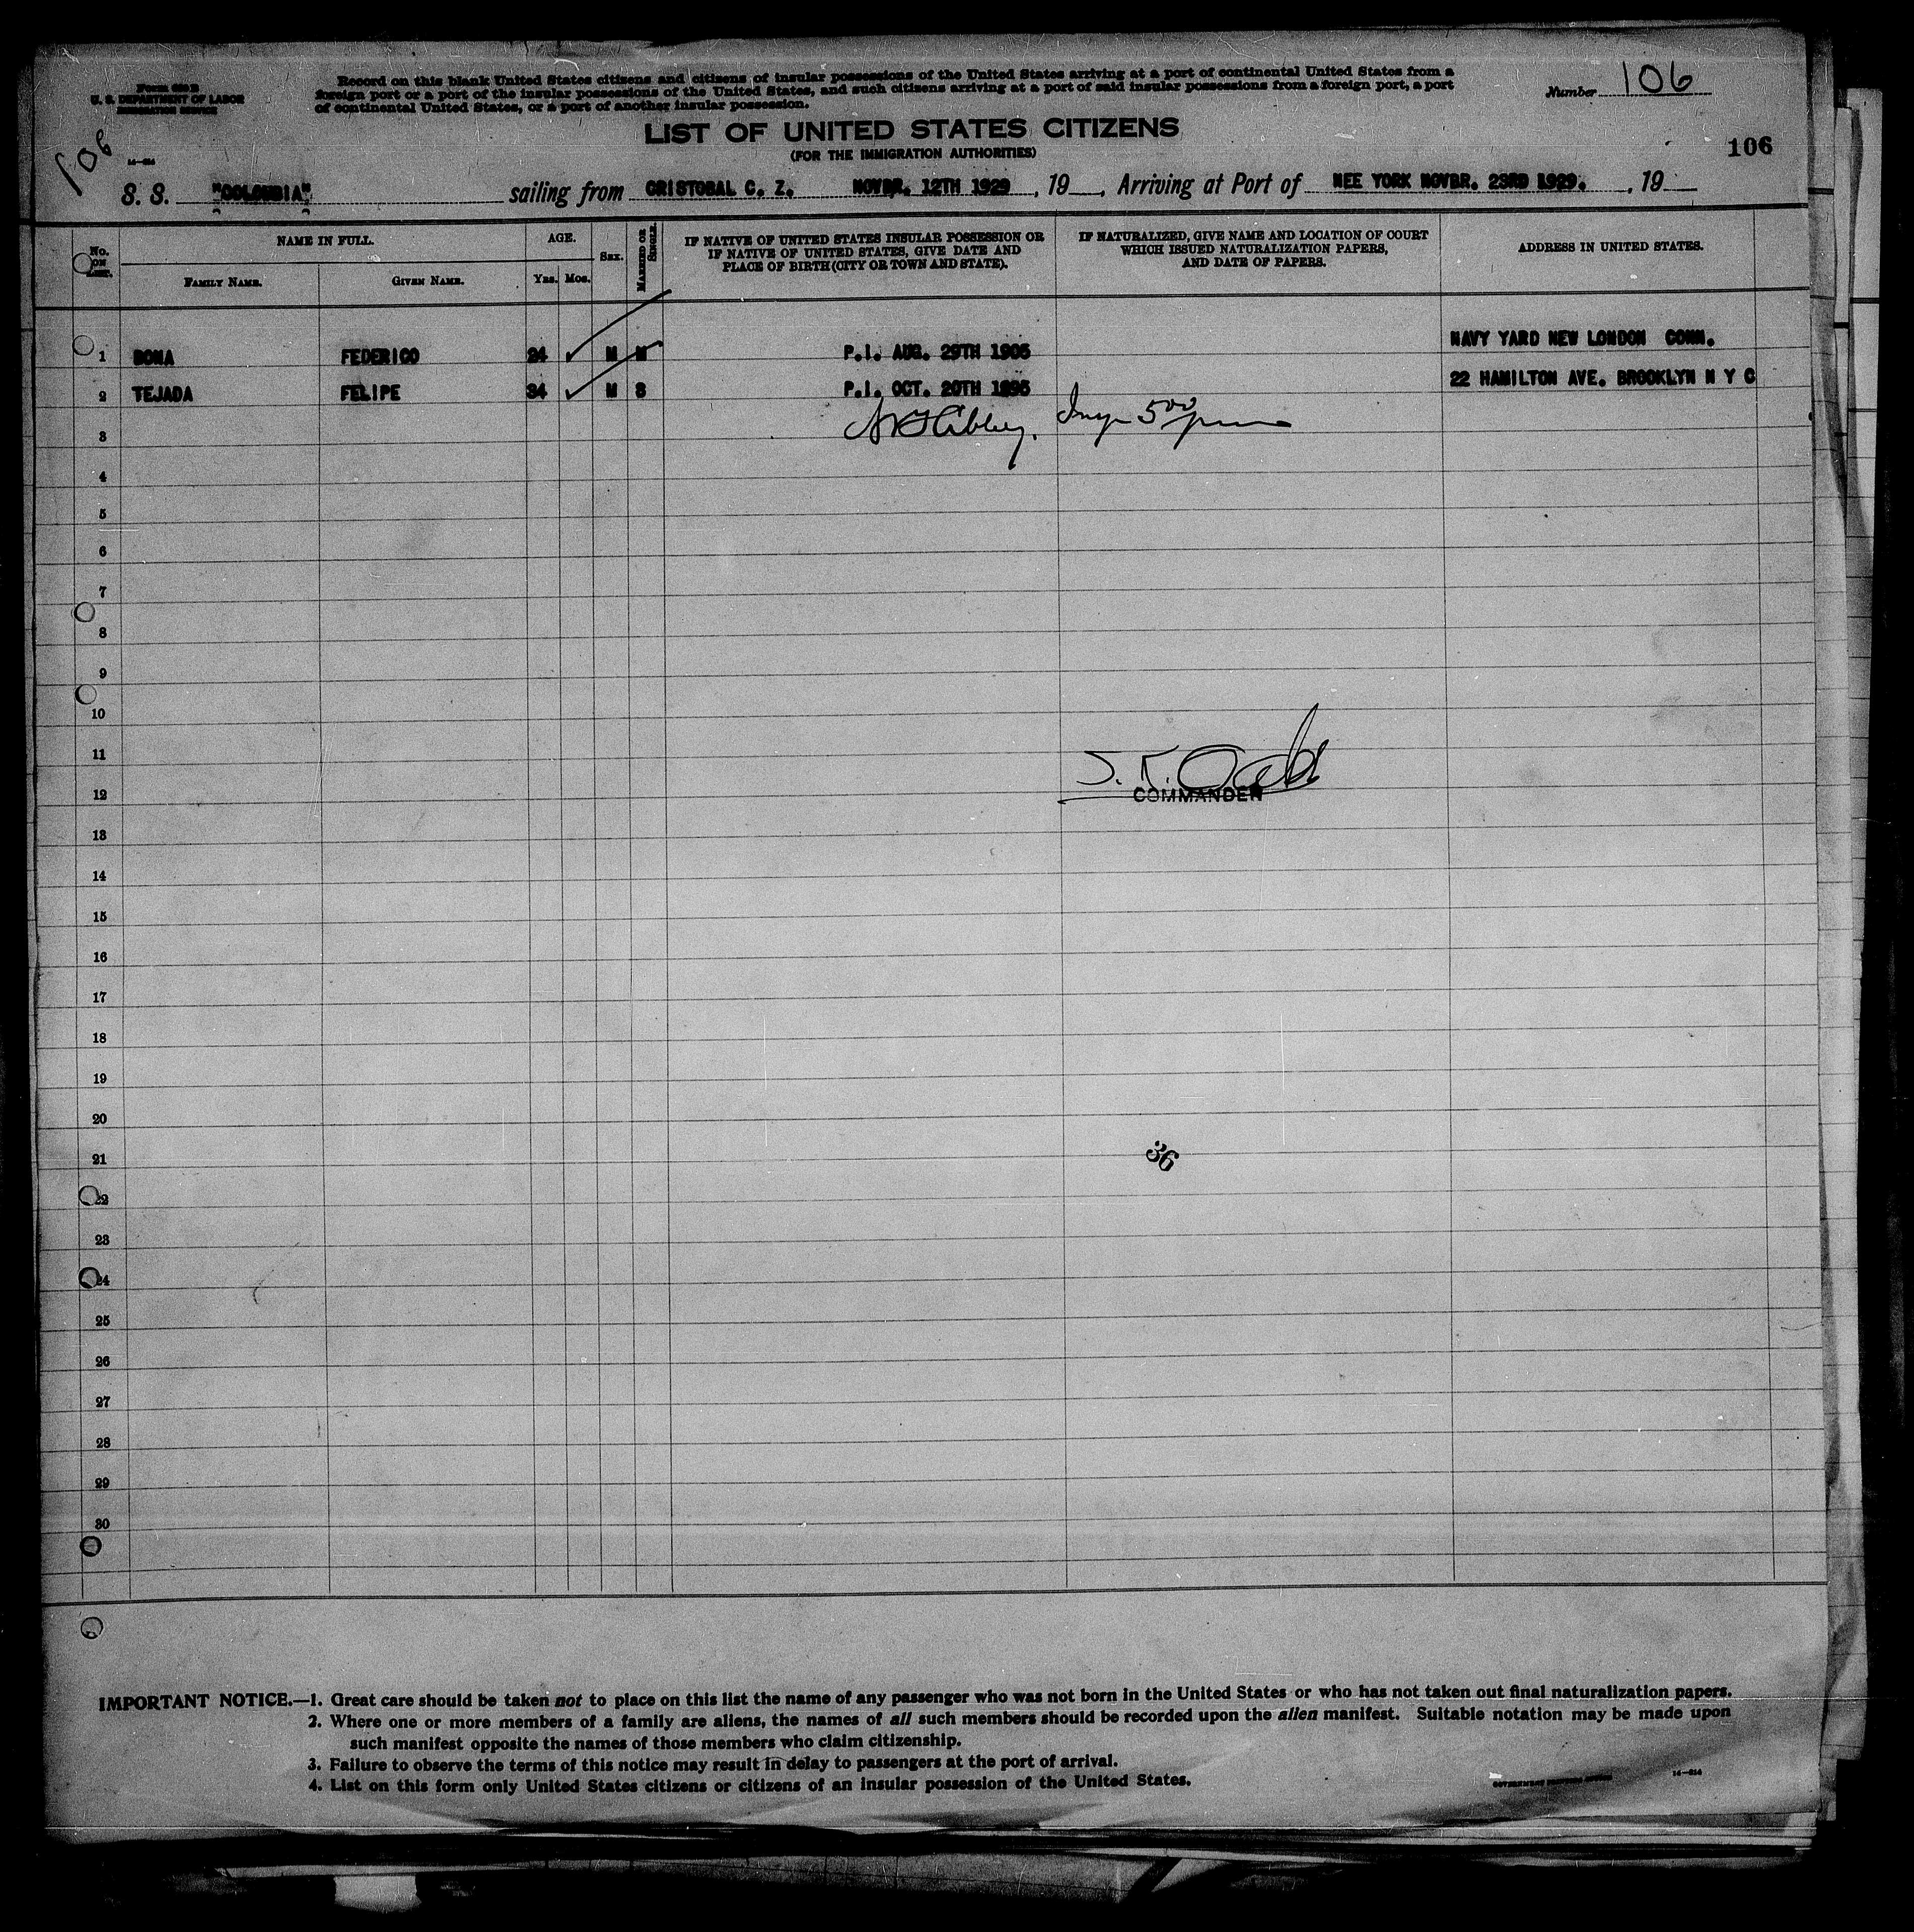 Form 630 B
U. S. DEPARTMENT OF LABOR
IMMIGRATION SERVICE
Record on this blank United States citizens and citizens of insular possessions of the United States arriving at a port of continental United States from a
foreign port or a port of the insular possessions of the United States, and such citizens arriving at a port of said insular possessions from a foreign port, a port
of continental United States, or a port of another insular possession.
Number 106
LIST OF UNITED STATES CITIZENS
(FOR THE IMMIGRATION AUTHORITIES)
106
106
S. S. "COLOMBIA" sailing from CRISTOBAL C. Z. NOVBR. 12TH 1929, 19 , Arriving at Port of NEE YORK NOVBR. 23RD 1929. , 19
No. ON LIST.
NAME IN FULL.
FAMILY NAME. GIVEN NAME.
AGE.
Yrs. Mos.
SEX.
MARRIED OR SINGLE.
IF NATIVE OF UNITED STATES INSULAR POSSESSION OR
IF NATIVE OF UNITED STATES, GIVE DATE AND
PLACE OF BIRTH (CITY OR TOWN AND STATE).
IF NATURALIZED, GIVE NAME AND LOCATION OF COURT
WHICH ISSUED NATURALIZATION PAPERS,
AND DATE OF PAPERS.
ADDRESS IN UNITED STATES.
1 BONA FEDERICO 24 M M P.I. AUG. 29TH 1905 NAVY YARD NEW LONDON CONN.
2 TEJADA FELIPE 34 M S P.I. OCT. 20TH 1895 22 HAMILTON AVE. BROOKLYN N Y C
3
4
5
6
7
8
9
10
11
12 COMMANDER
13
14
15
16
17
18
19
20
21 36
22
23
24
25
26
27
28
29
30
IMPORTANT NOTICE.—1. Great care should be taken not to place on this list the name of any passenger who was not born in the United States or who has not taken out final naturalization papers.
2. Where one or more members of a family are aliens, the names of all such members should be recorded upon the alien manifest. Suitable notation may be made upon
such manifest opposite the names of those members who claim citizenship.
3. Failure to observe the terms of this notice may result in delay to passengers at the port of arrival.
4. List on this form only United States citizens or citizens of an insular possession of the United States.
GOVERNMENT PRINTING OFFICE